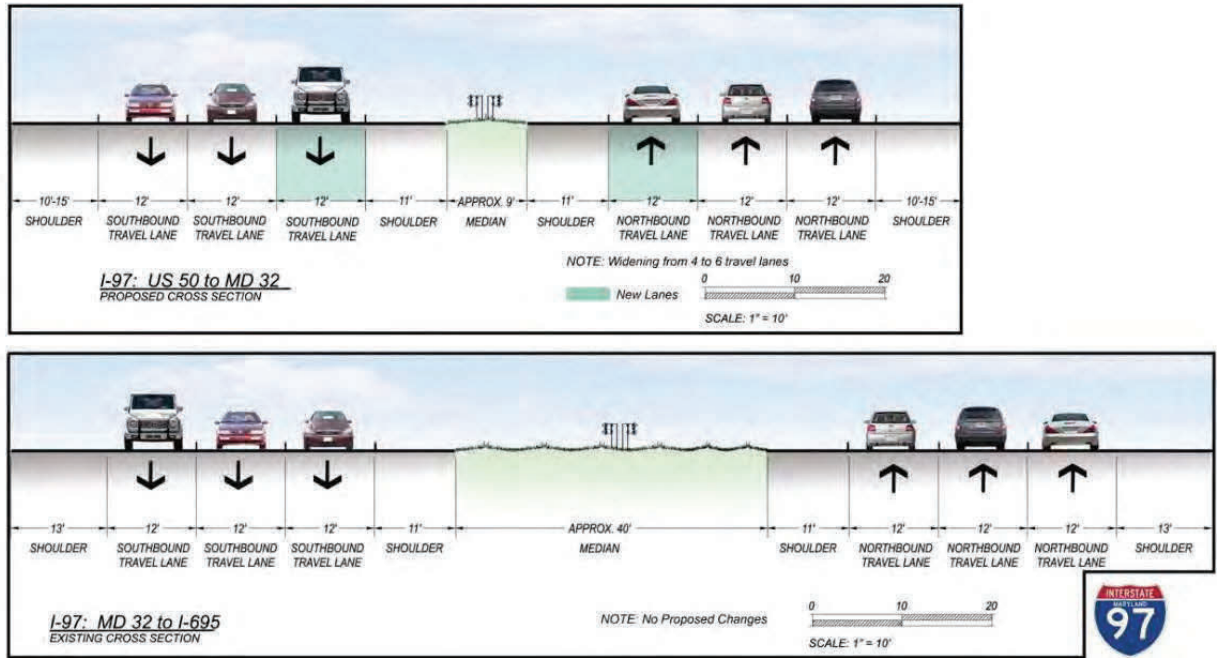 10'-15' 12' 12' 12' 11' APPROX. 9' 11' 12' 12' 12' 10'-15'
SHOULDER SOUTHBOUND SOUTHBOUND SOUTHBOUND SHOULDER MEDIAN SHOULDER NORTHBOUND NORTHBOUND NORTHBOUND SHOULDER
TRAVEL LANE TRAVEL LANE TRAVEL LANE TRAVEL LANE TRAVEL LANE TRAVEL LANE
NOTE: Widening from 4 to 6 travel lanes
I-97: US 50 to MD 32
PROPOSED CROSS SECTION
0 10 20
New Lanes
SCALE: 1" = 10'
13' 12' 12' 12' 11' APPROX. 40' 11' 12' 12' 12' 13'
SHOULDER SOUTHBOUND SOUTHBOUND SOUTHBOUND SHOULDER MEDIAN SHOULDER NORTHBOUND NORTHBOUND NORTHBOUND SHOULDER
TRAVEL LANE TRAVEL LANE TRAVEL LANE TRAVEL LANE TRAVEL LANE TRAVEL LANE
I-97: MD 32 to I-695
EXISTING CROSS SECTION
NOTE: No Proposed Changes
0 10 20
SCALE: 1" = 10'
INTERSTATE
MARYLAND
97